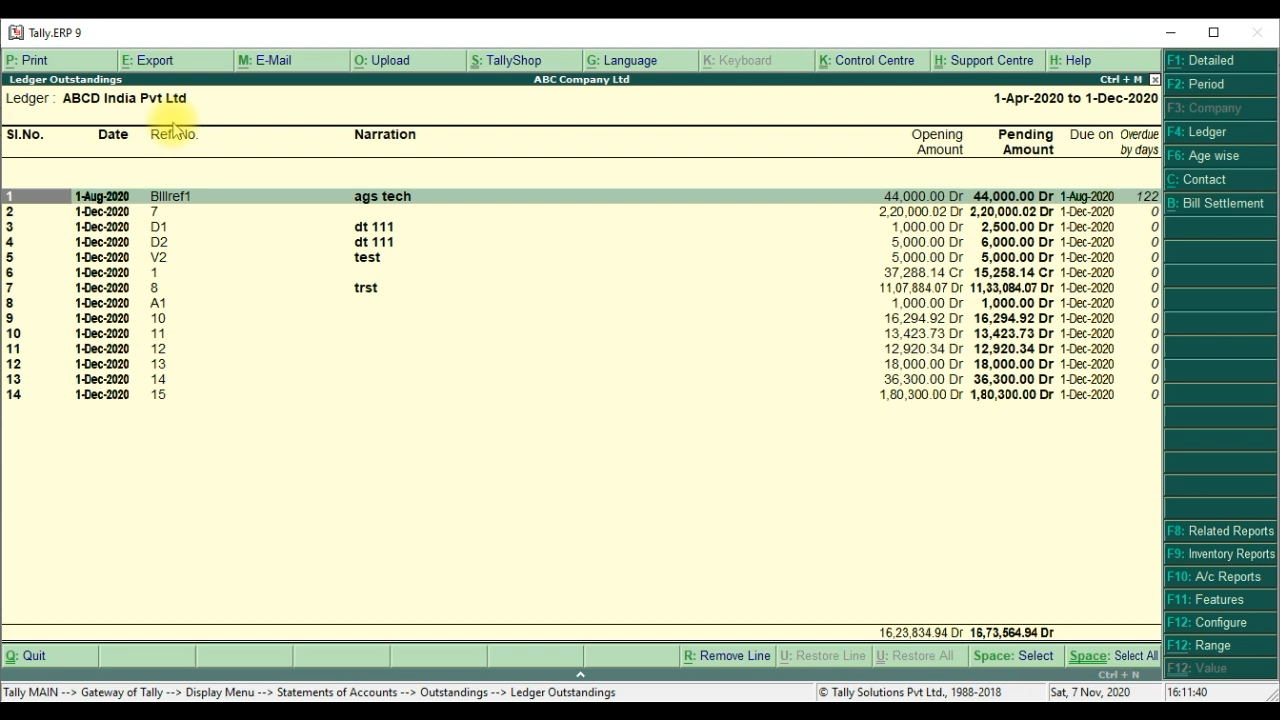 Tally.ERP 9
P: Print E: Export M: E-Mail O: Upload S: TallyShop G: Language K: Keyboard K: Control Centre H: Support Centre H: Help
Ledger Outstandings ABC Company Ltd Ctrl + M
Ledger : ABCD India Pvt Ltd 1-Apr-2020 to 1-Dec-2020
Sl.No. Date Ref. No. Narration Opening Amount Pending Amount Due on Overdue by days
1 1-Aug-2020 Blllref1 ags tech 44,000.00 Dr 44,000.00 Dr 1-Aug-2020 122
2 1-Dec-2020 7 2,20,000.02 Dr 2,20,000.02 Dr 1-Dec-2020 0
3 1-Dec-2020 D1 dt 111 1,000.00 Dr 2,500.00 Dr 1-Dec-2020 0
4 1-Dec-2020 D2 dt 111 5,000.00 Dr 6,000.00 Dr 1-Dec-2020 0
5 1-Dec-2020 V2 test 5,000.00 Dr 5,000.00 Dr 1-Dec-2020 0
6 1-Dec-2020 1 37,288.14 Cr 15,258.14 Cr 1-Dec-2020 0
7 1-Dec-2020 8 trst 11,07,884.07 Dr 11,33,084.07 Dr 1-Dec-2020 0
8 1-Dec-2020 A1 1,000.00 Dr 1,000.00 Dr 1-Dec-2020 0
9 1-Dec-2020 10 16,294.92 Dr 16,294.92 Dr 1-Dec-2020 0
10 1-Dec-2020 11 13,423.73 Dr 13,423.73 Dr 1-Dec-2020 0
11 1-Dec-2020 12 12,920.34 Dr 12,920.34 Dr 1-Dec-2020 0
12 1-Dec-2020 13 18,000.00 Dr 18,000.00 Dr 1-Dec-2020 0
13 1-Dec-2020 14 36,300.00 Dr 36,300.00 Dr 1-Dec-2020 0
14 1-Dec-2020 15 1,80,300.00 Dr 1,80,300.00 Dr 1-Dec-2020 0
16,23,834.94 Dr 16,73,564.94 Dr
Q: Quit R: Remove Line U: Restore Line U: Restore All Space: Select Space: Select All
Ctrl + N
Tally MAIN --> Gateway of Tally --> Display Menu --> Statements of Accounts --> Outstandings --> Ledger Outstandings © Tally Solutions Pvt Ltd., 1988-2018 Sat, 7 Nov, 2020 16:11:40
F1: Detailed
F2: Period
F3: Company
F4: Ledger
F6: Age wise
C: Contact
B: Bill Settlement
F8: Related Reports
F9: Inventory Reports
F10: A/c Reports
F11: Features
F12: Configure
F12: Range
F12: Value